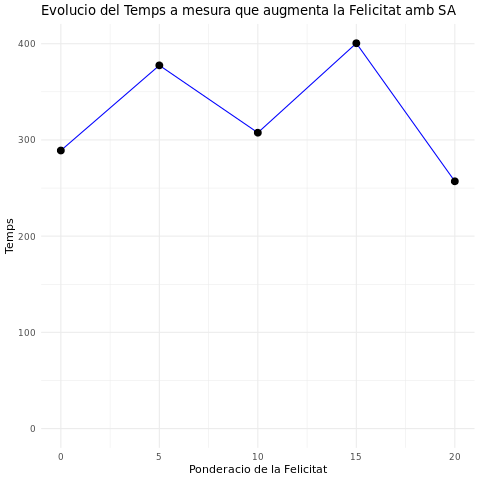 Evolucio del Temps a mesura que augmenta la Felicitat amb SA
400
300
200
100
0
Temps
0 5 10 15 20
Ponderacio de la Felicitat